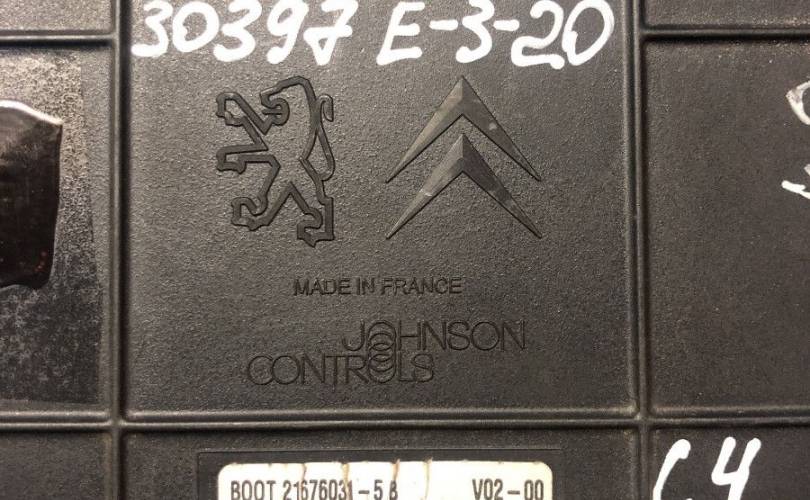 30397 E-3-20
MADE IN FRANCE
JOHNSON
CONTROLS
BOOT 21676031-5 B V02-00
C4